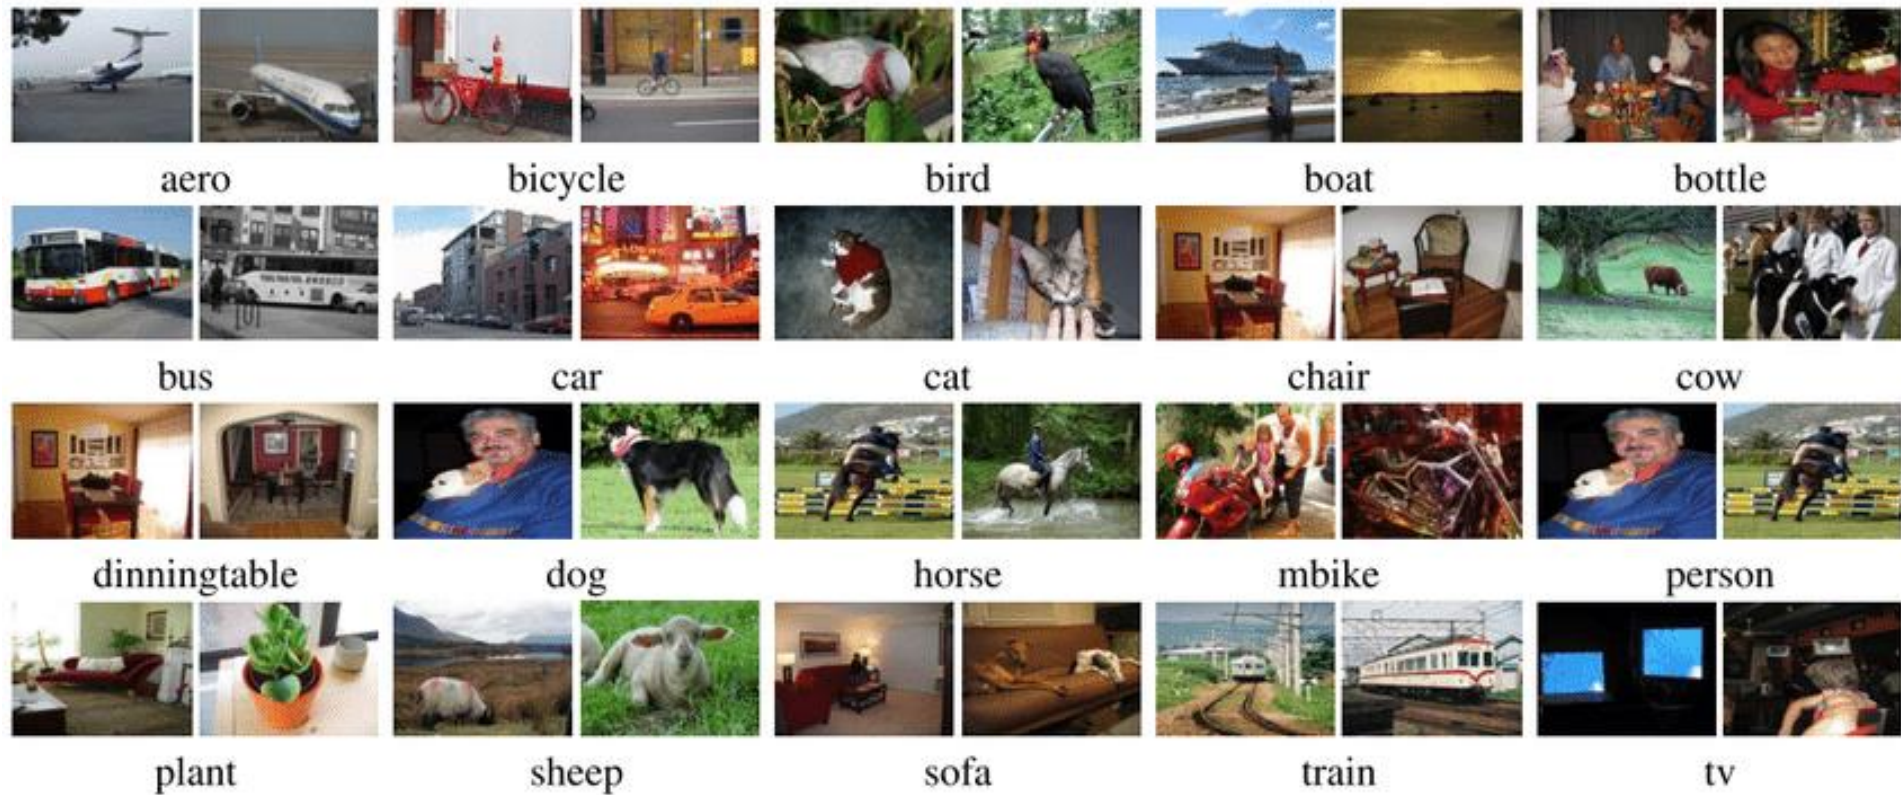 aero bicycle bird boat bottle
bus car cat chair cow
dinningtable dog horse mbike person
plant sheep sofa train tv